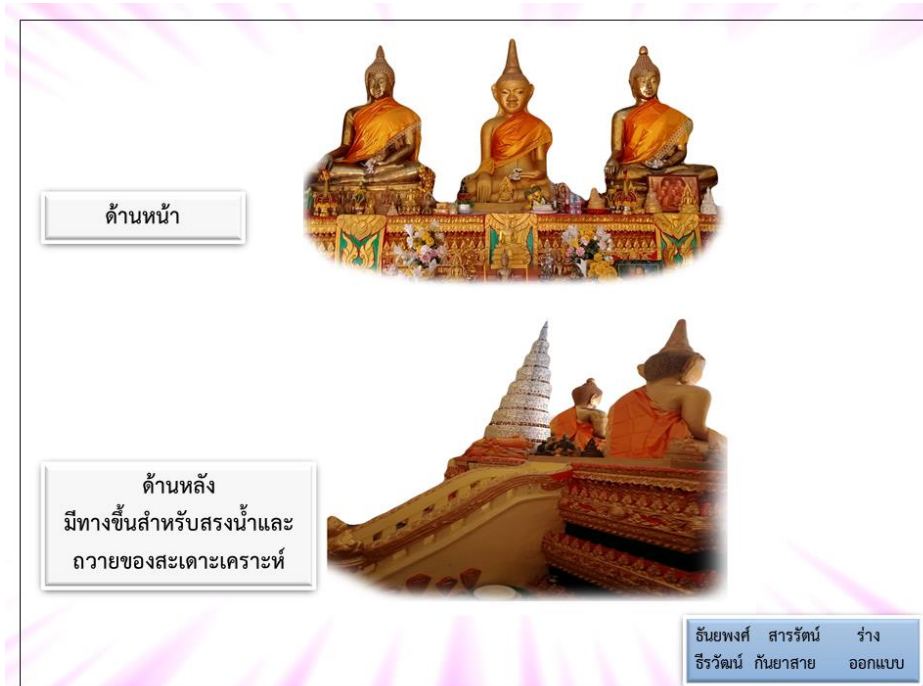 ด้านหน้า
ด้านหลัง
มีทางขึ้นสำหรับสรงน้ำและ
ถวายของสะเดาะเคราะห์
ธันยพงศ์ สารรัตน์ ร่าง
ธีรวัฒน์ กันยาสาย ออกแบบ